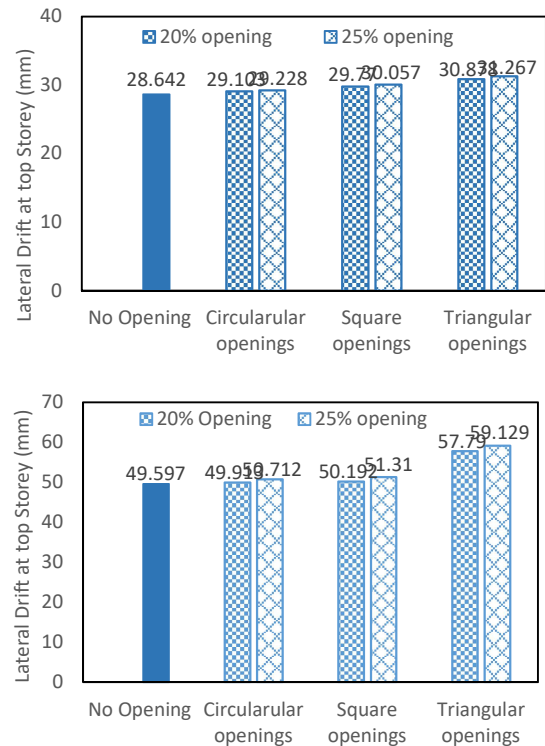 40
30
20
10
0
Lateral Drift at top Storey (mm)
20% opening
25% opening
28.642
29.103
29.228
29.77
30.057
30.878
31.267
No Opening
Circularular
openings
Square
openings
Triangular
openings
70
60
50
40
30
20
10
0
Lateral Drift at top Storey (mm)
20% Opening
25% opening
49.597
49.913
50.712
50.192
51.31
57.79
59.129
No Opening
Circularular
openings
Square
openings
Triangular
openings